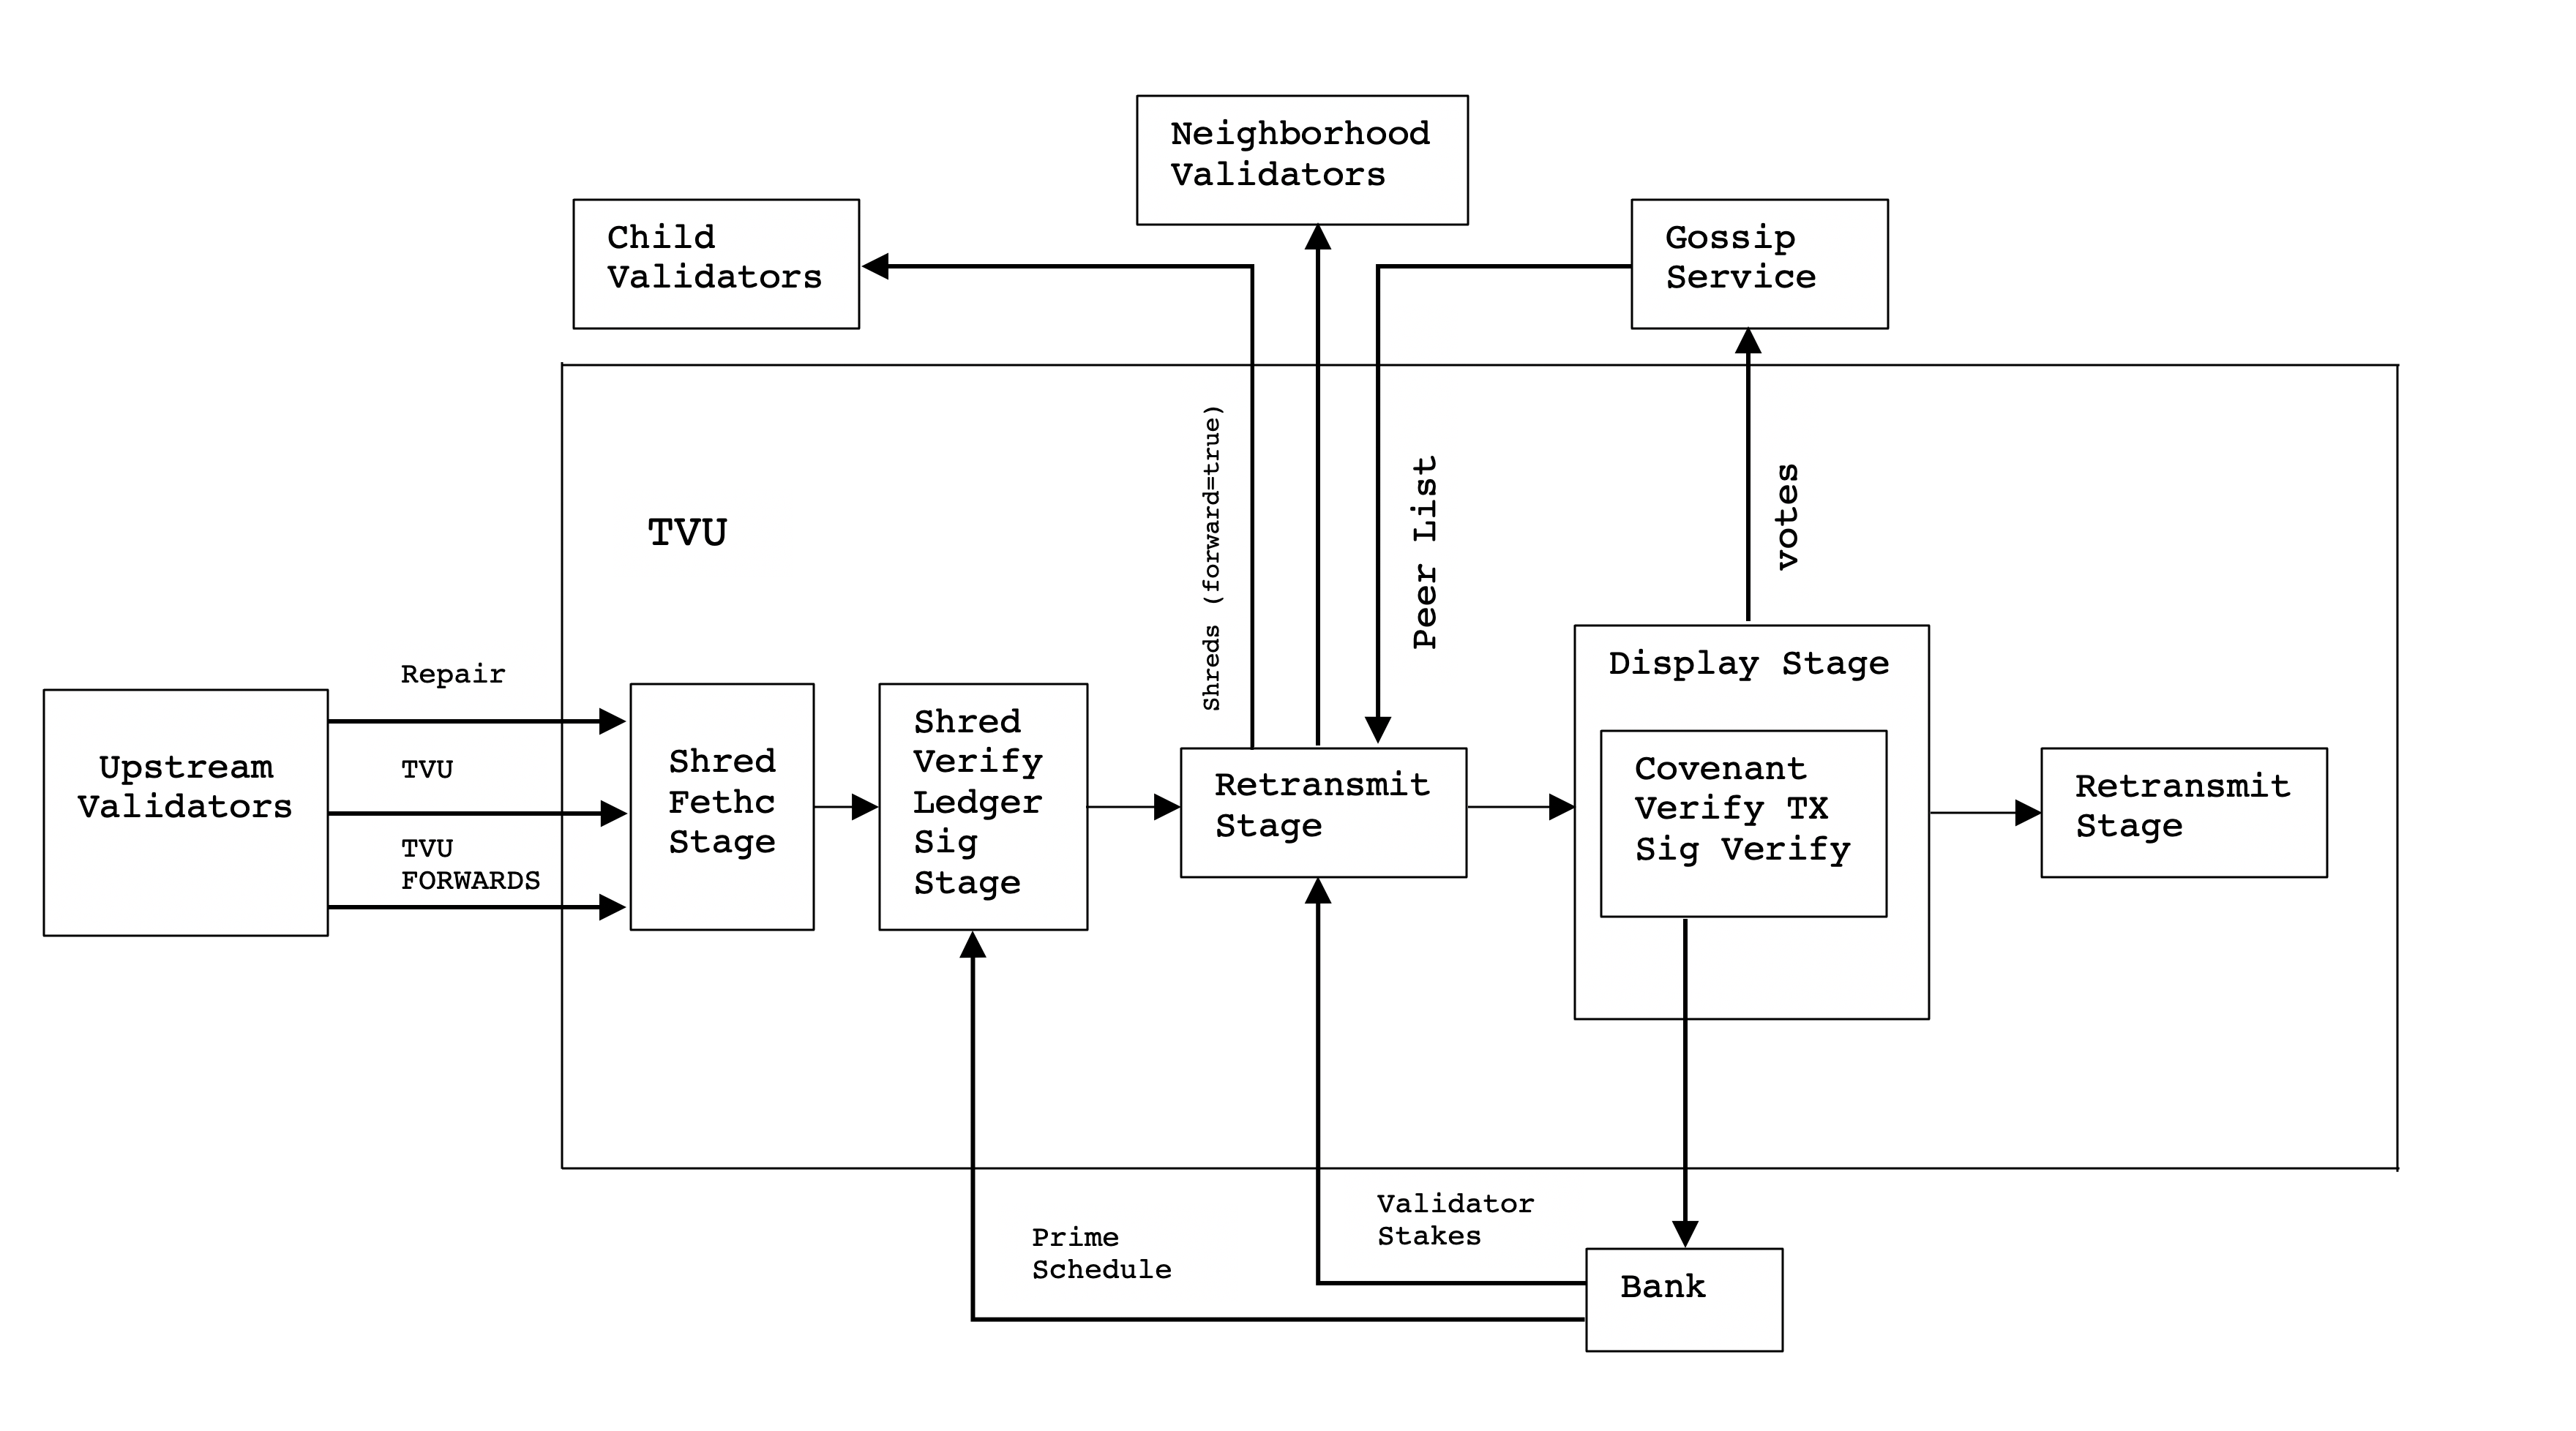 Neighborhood
Validators
Child
Validators
Gossip
Service
Shreds (forward=true)
Peer List
votes
TVU
Repair
TVU
TVU
FORWARDS
Upstream
Validators
Shred
Fethc
Stage
Shred
Verify
Ledger
Sig
Stage
Retransmit
Stage
Display Stage
Covenant
Verify TX
Sig Verify
Retransmit
Stage
Prime
Schedule
Validator
Stakes
Bank